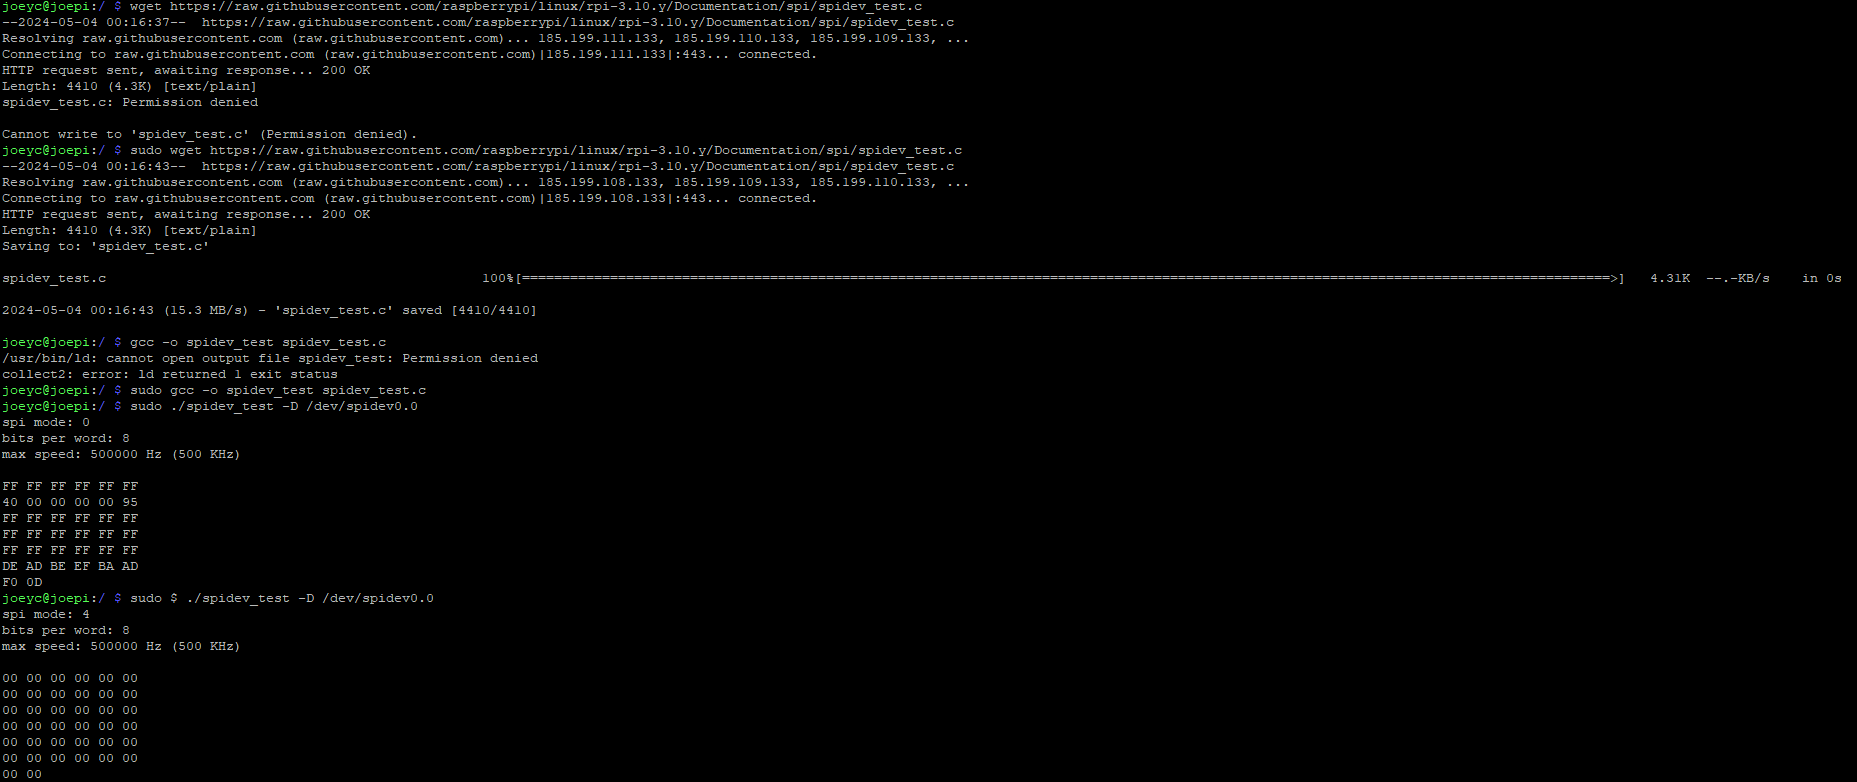 joeyc@joepi:/ $ wget https://raw.githubusercontent.com/raspberrypi/linux/rpi-3.10.y/Documentation/spi/spidev_test.c
--2024-05-04 00:16:37--  https://raw.githubusercontent.com/raspberrypi/linux/rpi-3.10.y/Documentation/spi/spidev_test.c
Resolving raw.githubusercontent.com (raw.githubusercontent.com)... 185.199.111.133, 185.199.110.133, 185.199.109.133, ...
Connecting to raw.githubusercontent.com (raw.githubusercontent.com)|185.199.111.133|:443... connected.
HTTP request sent, awaiting response... 200 OK
Length: 4410 (4.3K) [text/plain]
spidev_test.c: Permission denied
Cannot write to 'spidev_test.c' (Permission denied).
joeyc@joepi:/ $ sudo wget https://raw.githubusercontent.com/raspberrypi/linux/rpi-3.10.y/Documentation/spi/spidev_test.c
--2024-05-04 00:16:43--  https://raw.githubusercontent.com/raspberrypi/linux/rpi-3.10.y/Documentation/spi/spidev_test.c
Resolving raw.githubusercontent.com (raw.githubusercontent.com)... 185.199.108.133, 185.199.109.133, 185.199.110.133, ...
Connecting to raw.githubusercontent.com (raw.githubusercontent.com)|185.199.108.133|:443... connected.
HTTP request sent, awaiting response... 200 OK
Length: 4410 (4.3K) [text/plain]
Saving to: 'spidev_test.c'
spidev_test.c 100%[========================================================================================================================================>] 4.31K --.-KB/s in 0s
2024-05-04 00:16:43 (15.3 MB/s) - 'spidev_test.c' saved [4410/4410]
joeyc@joepi:/ $ gcc -o spidev_test spidev_test.c
/usr/bin/ld: cannot open output file spidev_test: Permission denied
collect2: error: ld returned 1 exit status
joeyc@joepi:/ $ sudo gcc -o spidev_test spidev_test.c
joeyc@joepi:/ $ sudo ./spidev_test -D /dev/spidev0.0
spi mode: 0
bits per word: 8
max speed: 500000 Hz (500 KHz)
FF FF FF FF FF FF
40 00 00 00 00 95
FF FF FF FF FF FF
FF FF FF FF FF FF
FF FF FF FF FF FF
DE AD BE EF BA AD
F0 0D
joeyc@joepi:/ $ sudo $ ./spidev_test -D /dev/spidev0.0
spi mode: 4
bits per word: 8
max speed: 500000 Hz (500 KHz)
00 00 00 00 00 00
00 00 00 00 00 00
00 00 00 00 00 00
00 00 00 00 00 00
00 00 00 00 00 00
00 00 00 00 00 00
00 00